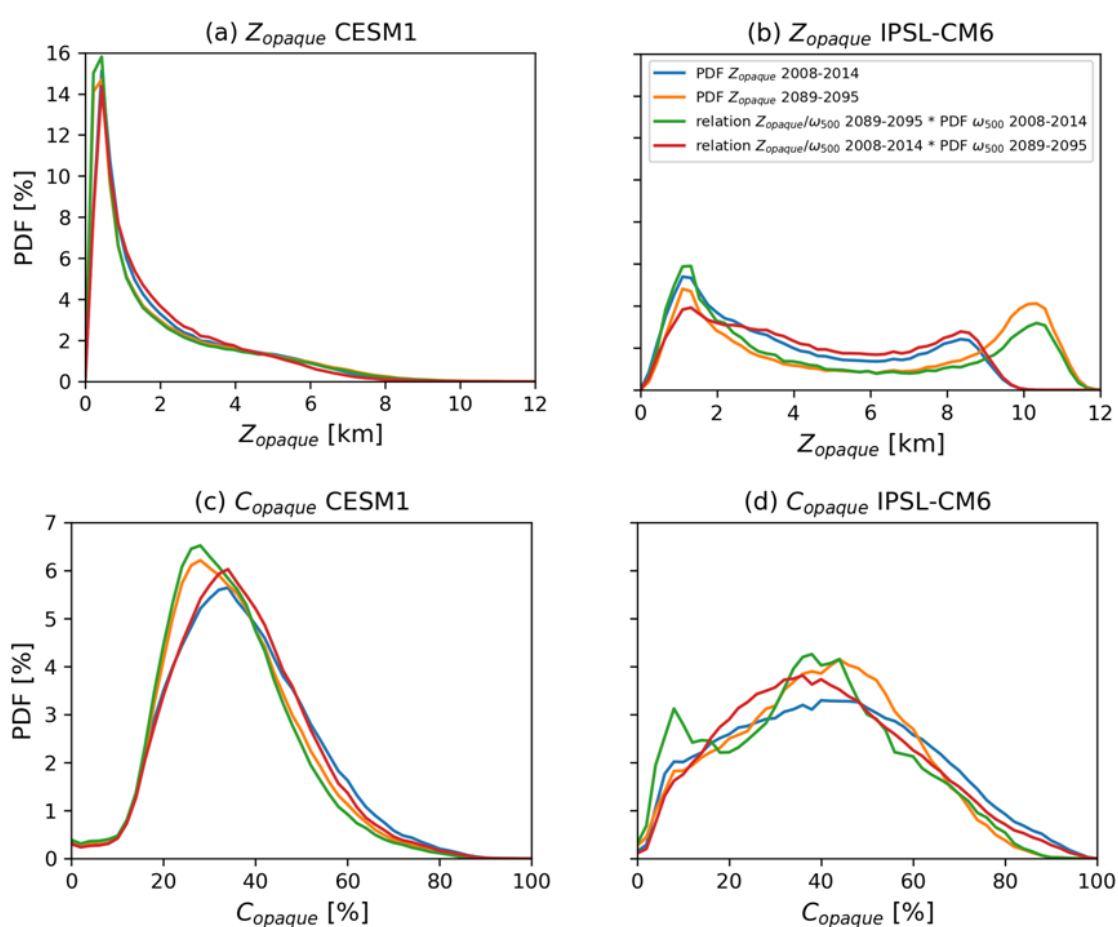 (a) Z_opaque CESM1
(b) Z_opaque IPSL-CM6
PDF [%]
16
14
12
10
8
6
4
2
0
0 2 4 6 8 10 12
Z_opaque [km]
PDF Z_opaque 2008-2014
PDF Z_opaque 2089-2095
relation Z_opaque/ω_500 2089-2095 * PDF ω_500 2008-2014
relation Z_opaque/ω_500 2008-2014 * PDF ω_500 2089-2095
0 2 4 6 8 10 12
Z_opaque [km]
(c) C_opaque CESM1
(d) C_opaque IPSL-CM6
PDF [%]
7
6
5
4
3
2
1
0
0 20 40 60 80 100
C_opaque [%]
0 20 40 60 80 100
C_opaque [%]